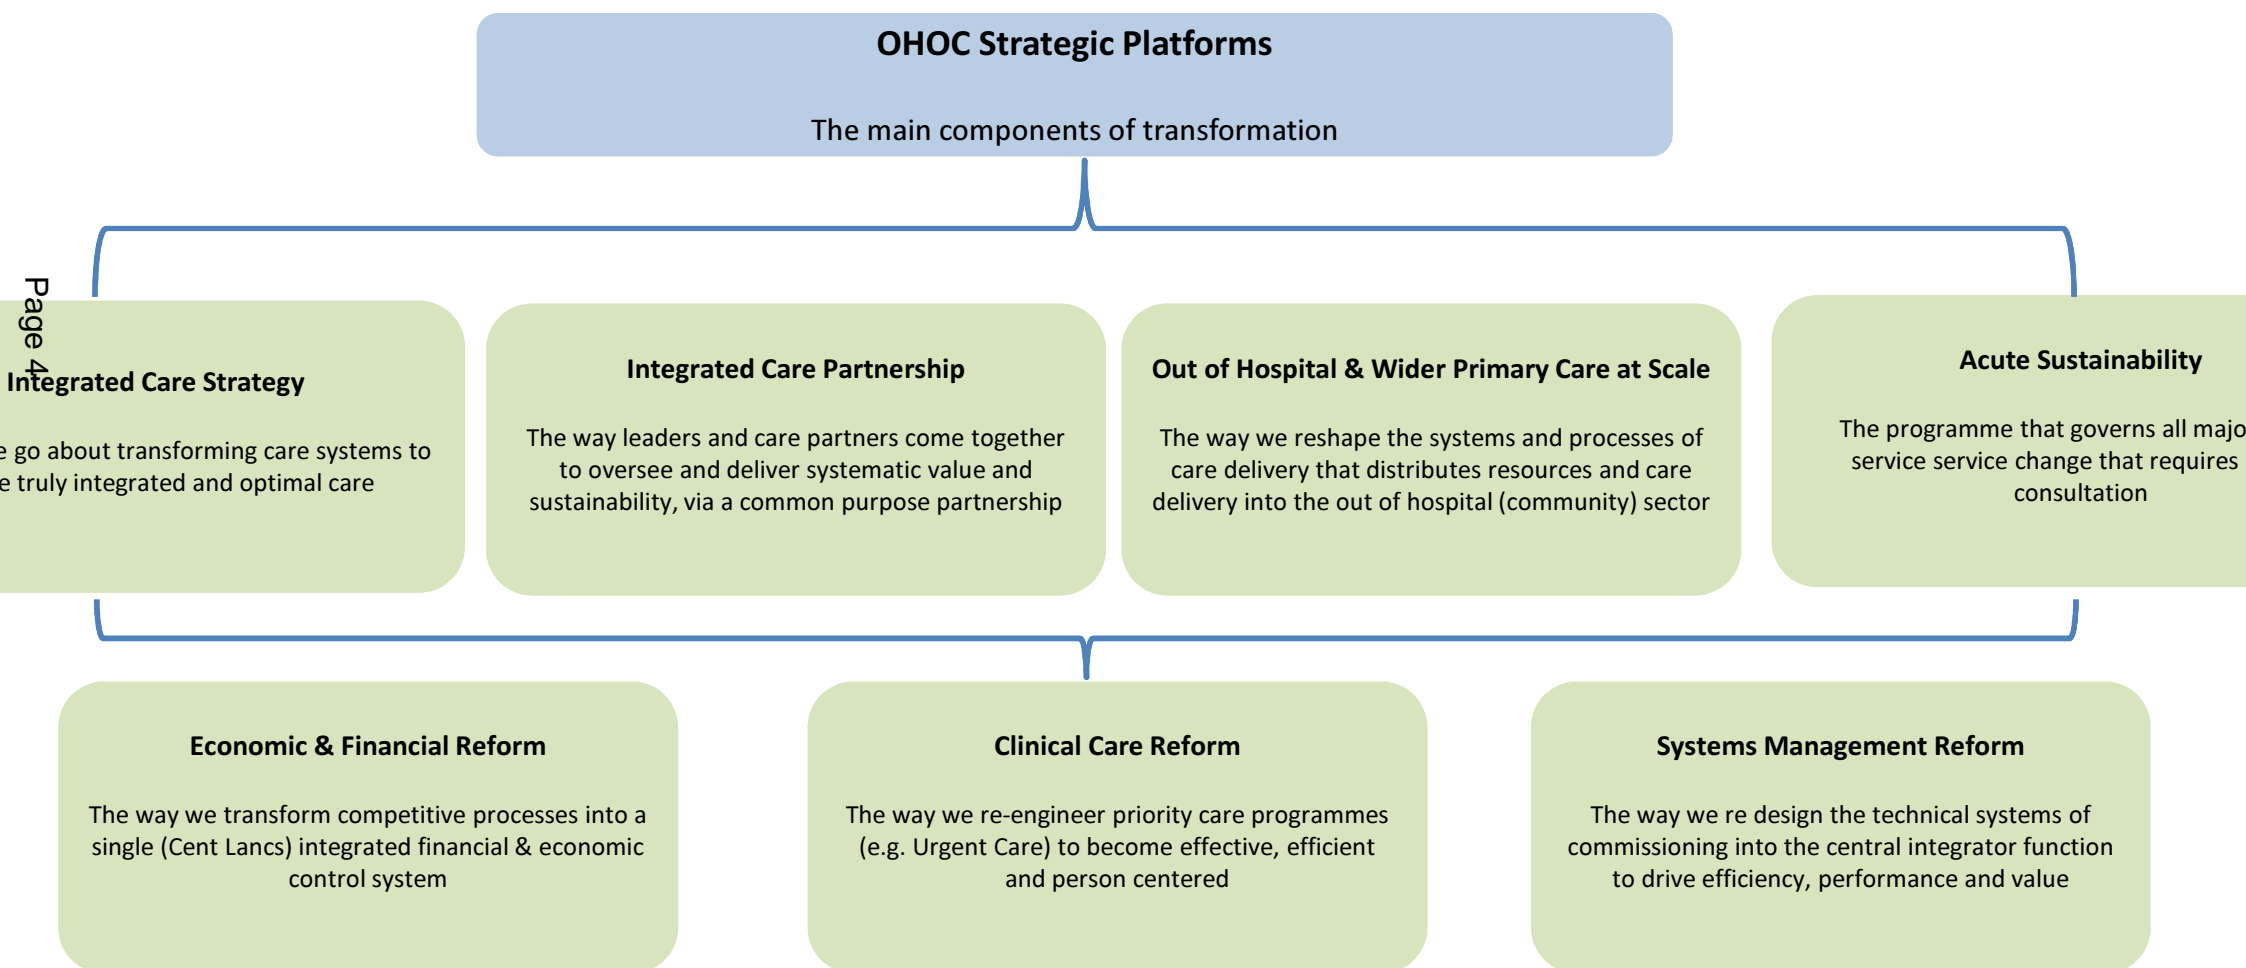 OHOC Strategic Platforms
The main components of transformation
Page 4
Integrated Care Strategy
go about transforming care systems to
truly integrated and optimal care
Integrated Care Partnership
The way leaders and care partners come together
to oversee and deliver systematic value and
sustainability, via a common purpose partnership
Out of Hospital & Wider Primary Care at Scale
The way we reshape the systems and processes of
care delivery that distributes resources and care
delivery into the out of hospital (community) sector
Acute Sustainability
The programme that governs all
service service change that requires
consultation
Economic & Financial Reform
The way we transform competitive processes into a
single (Cent Lancs) integrated financial & economic
control system
Clinical Care Reform
The way we re-engineer priority care programmes
(e.g. Urgent Care) to become effective, efficient
and person centered
Systems Management Reform
The way we re design the technical systems of
commissioning into the central integrator function
to drive efficiency, performance and value